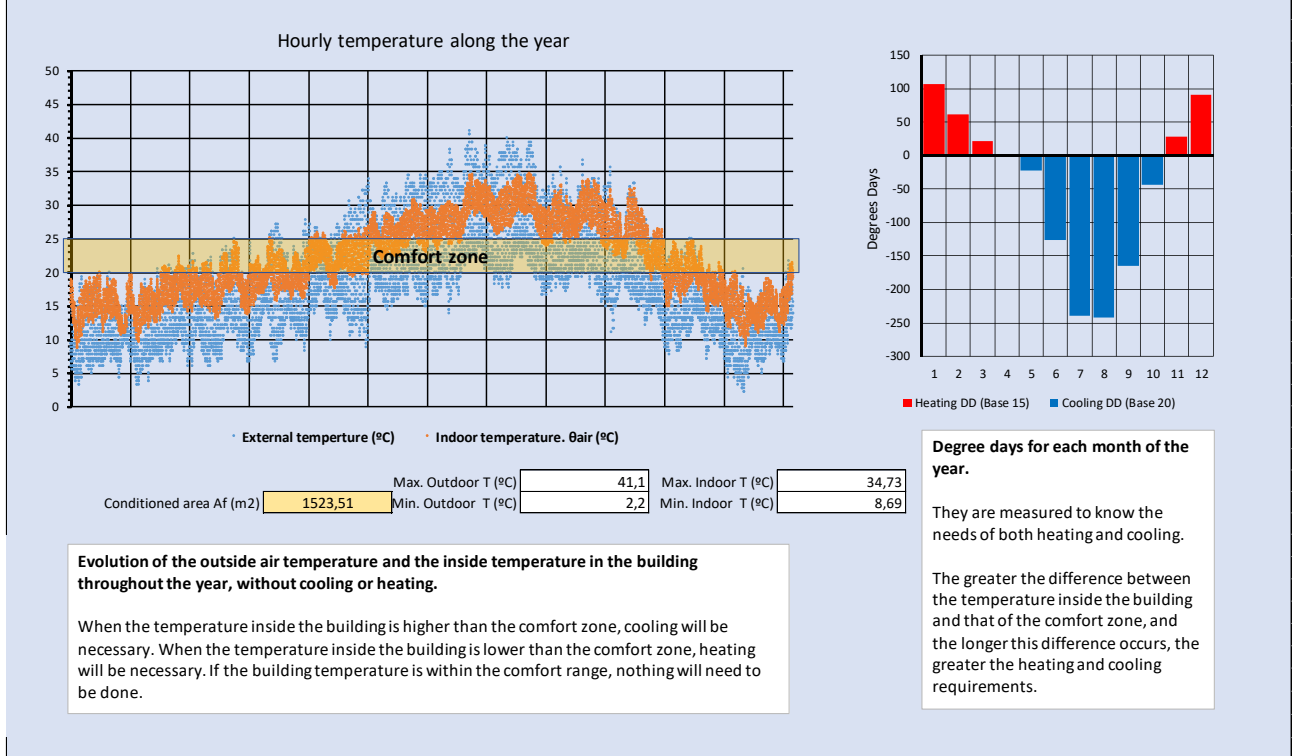 Hourly temperature along the year
50
45
40
35
30
25
20
15
10
5
0
Comfort zone
External temperture (ºC)
Indoor temperature. θair (ºC)
150
100
50
0
-50
-100
-150
-200
-250
-300
Degrees Days
1 2 3 4 5 6 7 8 9 10 11 12
Heating DD (Base 15)
Cooling DD (Base 20)
Max. Outdoor T (ºC) 41,1 Max. Indoor T (ºC) 34,73
Conditioned area Af (m2) 1523,51 Min. Outdoor T (ºC) 2,2 Min. Indoor T (ºC) 8,69
Evolution of the outside air temperature and the inside temperature in the building
throughout the year, without cooling or heating.
When the temperature inside the building is higher than the comfort zone, cooling will be
necessary. When the temperature inside the building is lower than the comfort zone, heating
will be necessary. If the building temperature is within the comfort range, nothing will need to
be done.
Degree days for each month of the
year.
They are measured to know the
needs of both heating and cooling.
The greater the difference between
the temperature inside the building
and that of the comfort zone, and
the longer this difference occurs, the
greater the heating and cooling
requirements.